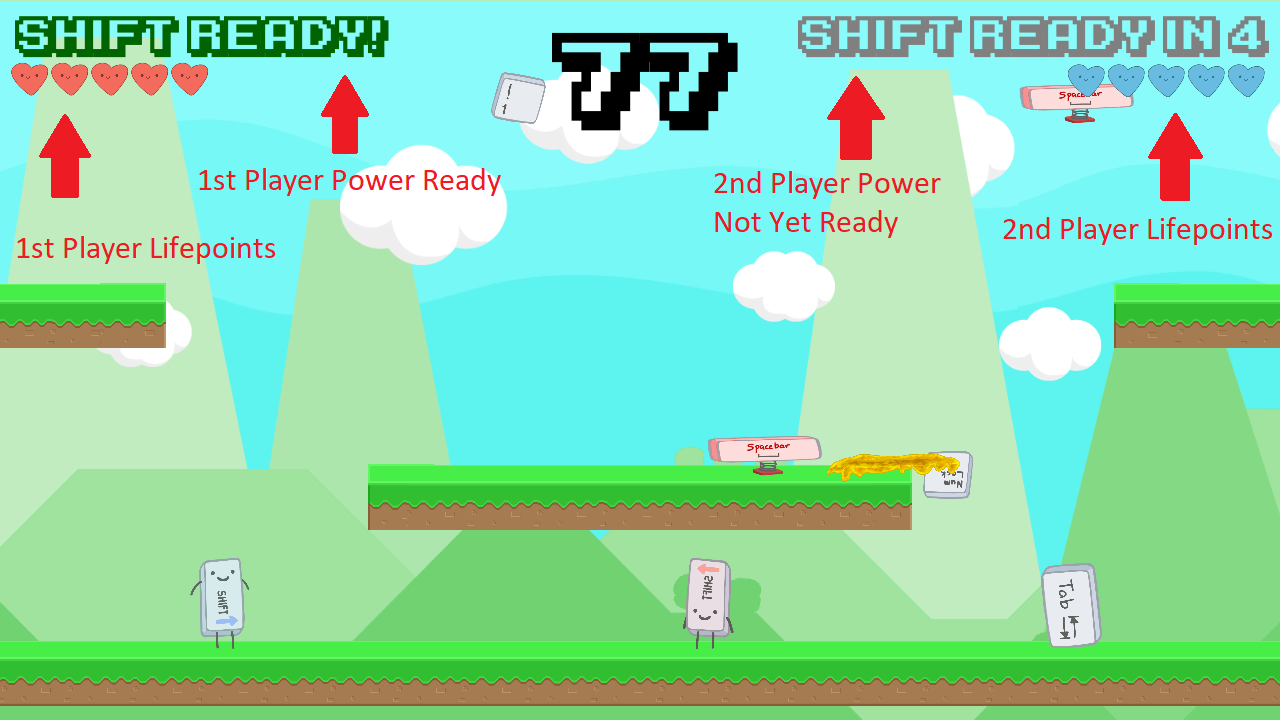 SHIFT READY!
77
SHIFT READY IN 4
Spacebar
1st Player Power Ready
2nd Player Power
Not Yet Ready
1st Player Lifepoints
2nd Player Lifepoints
Spacebar
Num
Lock
SHIFT
SHIFT
Tab